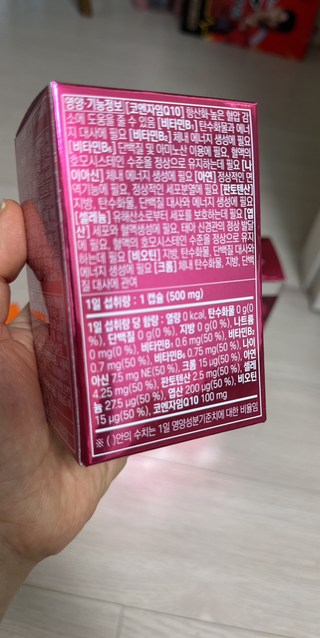 영양·기능정보 [코엔자임Q10] 항산화·높은 혈압 감
소에 도움을 줄 수 있음 [비타민B₁] 탄수화물과 에너
지 대사에 필요 [비타민B₂] 체내 에너지 생성에 필요
[비타민B₆] 단백질 및 아미노산 이용에 필요, 혈액의
호모시스테인 수준을 정상으로 유지하는데 필요 [나
이아신] 체내 에너지 생성에 필요 [아연] 정상적인 면
역기능에 필요, 정상적인 세포분열에 필요 [판토텐산]
지방, 탄수화물, 단백질 대사와 에너지 생성에 필요
[셀레늄] 유해산소로부터 세포를 보호하는데 필요 [엽
산] 세포와 혈액생성에 필요, 태아 신경관의 정상 발달
에 필요, 혈액의 호모시스테인 수준을 정상으로 유지
하는데 필요 [비오틴] 지방, 탄수화물, 단백질 대사와
에너지 생성에 필요 [크롬] 체내 탄수화물, 지방, 단백
질 대사에 관여
1일 섭취량 : 1 캡슐 (500 mg)
1일 섭취량 당 함량 : 열량 0 kcal, 탄수화물 0 g(0
%), 단백질 0 g(0 %), 지방 0 g(0 %), 나트륨
0 mg(0 %), 비타민B₁ 0.6 mg(50 %), 비타민B₂
0.7 mg(50 %), 비타민B₆ 0.75 mg(50 %), 나이
아신 7.5 mg NE(50 %), 크롬 15 μg(50 %), 아연
4.25 mg(50 %), 판토텐산 2.5 mg(50 %), 셀레
늄 27.5 μg(50 %), 엽산 200 μg(50 %), 비오틴
15 μg(50 %), 코엔자임Q10 100 mg
※ ( )안의 수치는 1일 영양성분기준치에 대한 비율임